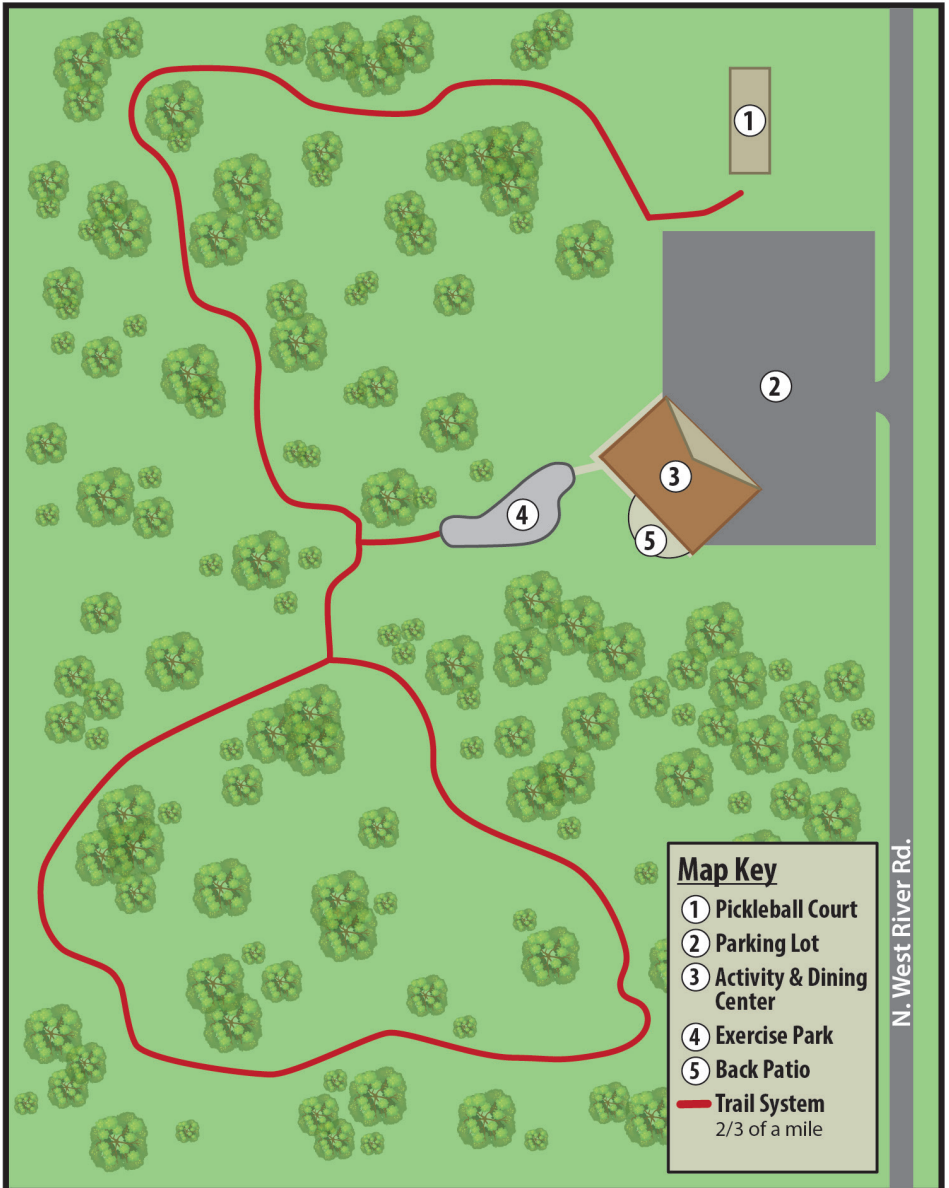 1
2
3
4
5
N. West River Rd.
Map Key
1 Pickleball Court
2 Parking Lot
3 Activity & Dining
Center
4 Exercise Park
5 Back Patio
Trail System
2/3 of a mile